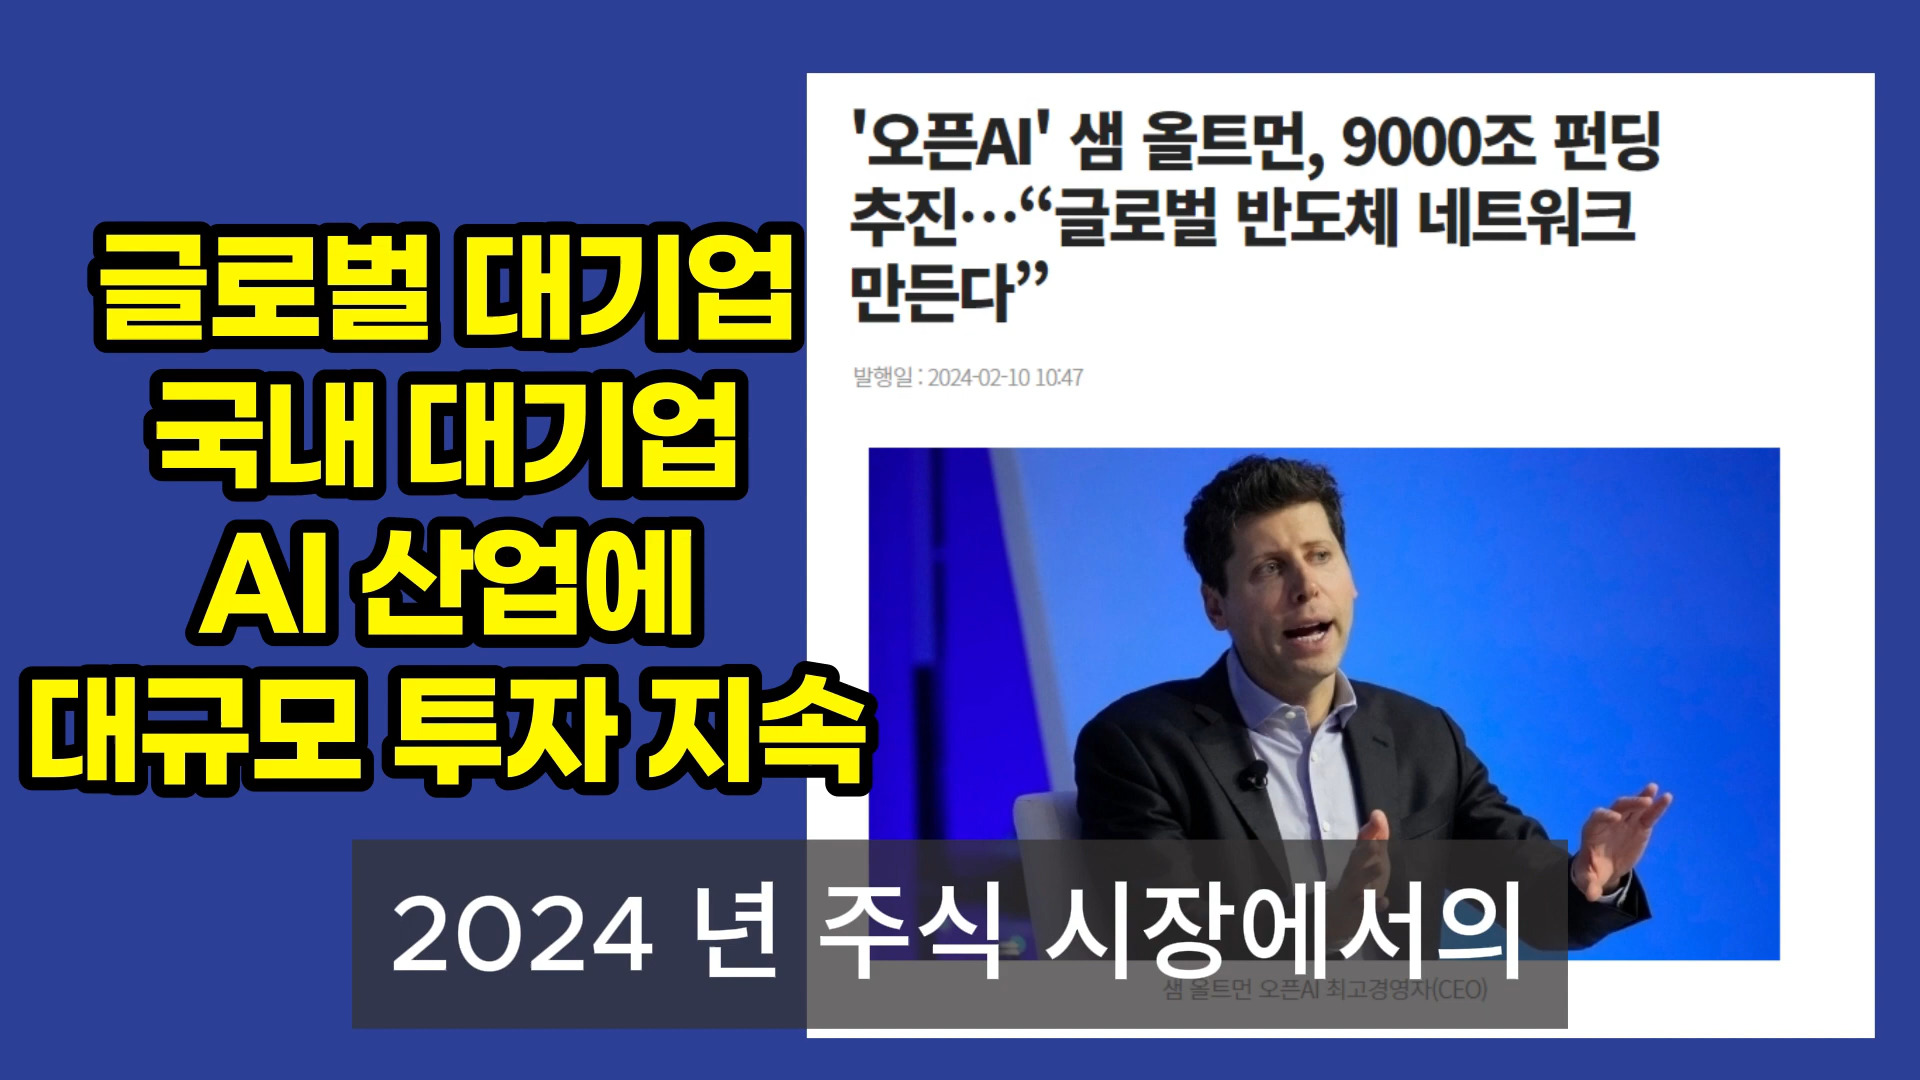 글로벌 대기업
국내 대기업
AI 산업에
대규모 투자 지속
'오픈AI' 샘 올트먼, 9000조 펀딩
추진…“글로벌 반도체 네트워크
만든다”
발행일 : 2024-02-10 10:47
샘 올트먼 오픈AI 최고경영자(CEO)
2024 년 주식 시장에서의